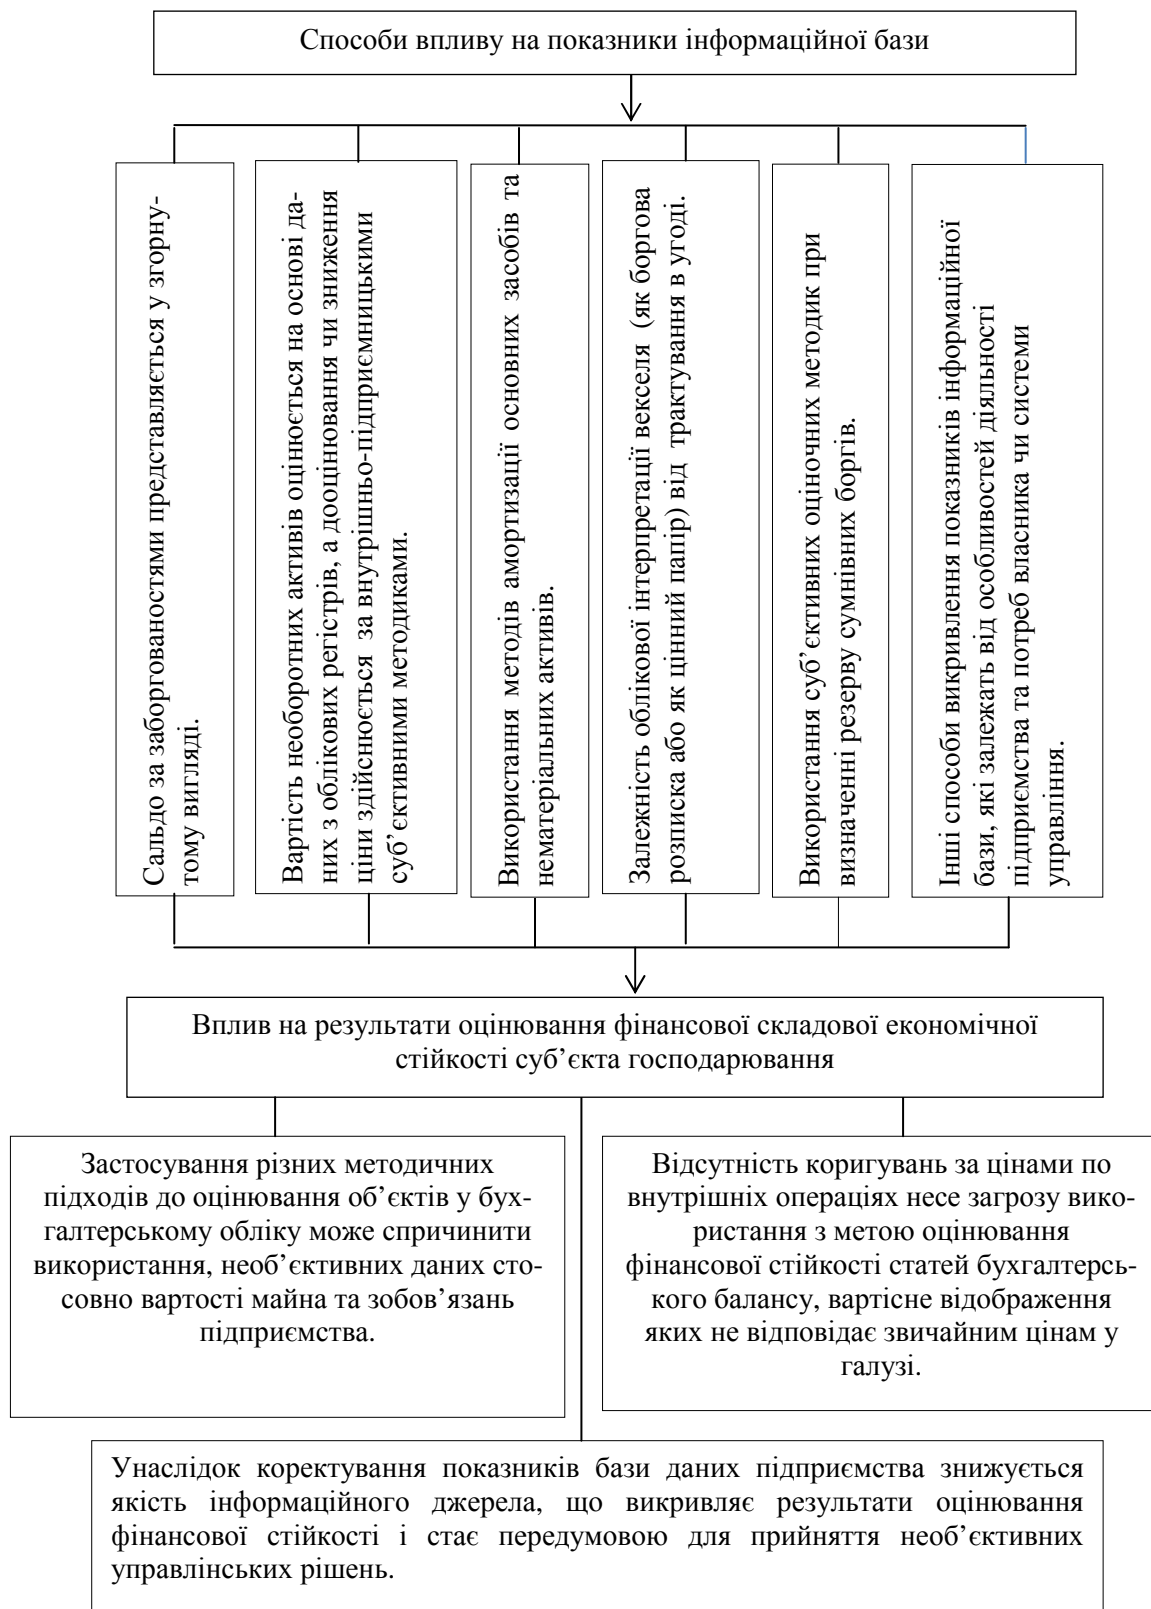 Способи впливу на показники інформаційної бази
Сальдо за заборгованостями представляється у згорну-
тому вигляді.
Вартість необоротних активів оцінюється на основі да-
них з облікових регістрів, а дооцінювання чи зниження
ціни здійснюється за внутрішньо-підприємницькими
суб’єктивними методиками.
Використання методів амортизації основних засобів та
нематеріальних активів.
Залежність облікової інтерпретації векселя (як боргова
розписка або як цінний папір) від трактування в угоді.
Використання суб’єктивних оціночних методик при
визначенні резерву сумнівних боргів.
Інші способи викривлення показників інформаційної
бази, які залежать від особливостей діяльності
підприємства та потреб власника чи системи
управління.
Вплив на результати оцінювання фінансової складової економічної
стійкості суб’єкта господарювання
Застосування різних методичних
підходів до оцінювання об’єктів у бух-
галтерському обліку може спричинити
використання, необ’єктивних даних сто-
совно вартості майна та зобов’язань
підприємства.
Відсутність коригувань за цінами по
внутрішніх операціях несе загрозу вико-
ристання з метою оцінювання
фінансової стійкості статей бухгалтерсь-
кого балансу, вартісне відображення
яких не відповідає звичайним цінам у
галузі.
Унаслідок коректування показників бази даних підприємства знижується
якість інформаційного джерела, що викривляє результати оцінювання
фінансової стійкості і стає передумовою для прийняття необ’єктивних
управлінських рішень.